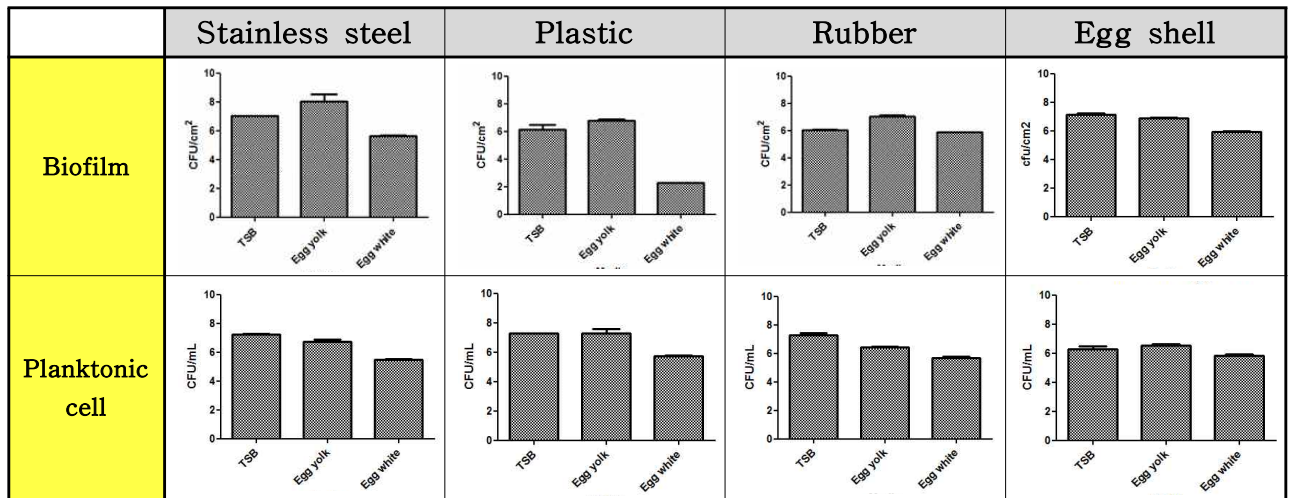 Stainless steel
Plastic
Rubber
Egg shell
Biofilm
CFU/cm2
10
8
6
4
2
0
TSB
Egg yolk
Egg white
CFU/cm2
10
8
6
4
2
0
TSB
Egg yolk
Egg white
CFU/cm2
10
8
6
4
2
0
TSB
Egg yolk
Egg white
cfu/cm2
10
8
6
4
2
0
TSB
Egg yolk
Egg white
Planktonic
cell
CFU/mL
10
8
6
4
2
0
TSB
Egg yolk
Egg white
CFU/mL
10
8
6
4
2
0
TSB
Egg yolk
Egg white
CFU/mL
10
8
6
4
2
0
TSB
Egg yolk
Egg white
CFU/mL
10
8
6
4
2
0
TSB
Egg yolk
Egg white